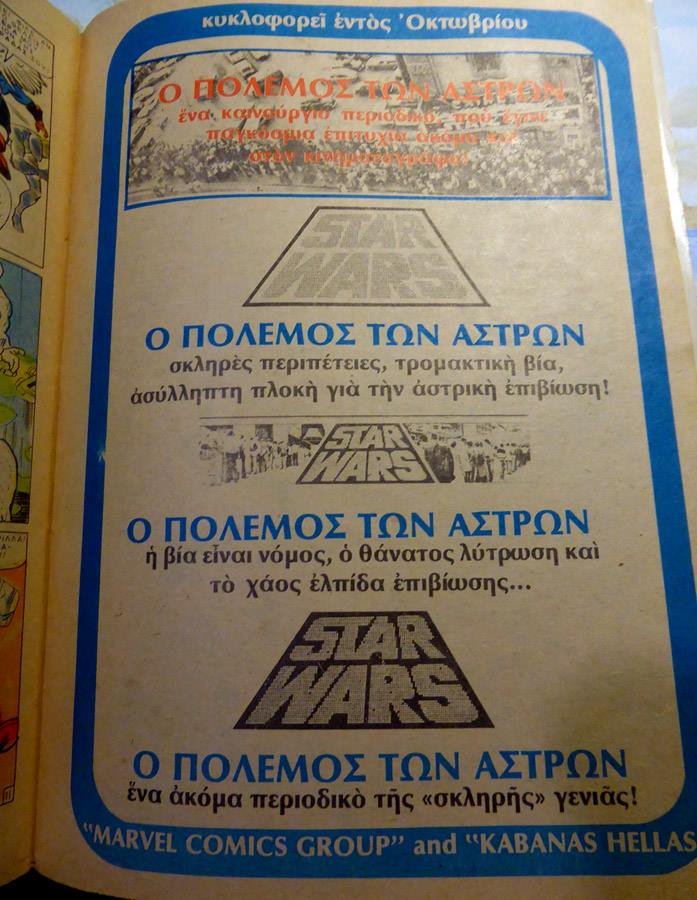 κυκλοφορεῖ ἐντὸς Ὀκτωβρίου
Ο ΠΟΛΕΜΟΣ ΤΩΝ ΑΣΤΡΩΝ
ἕνα καινούργιο περιοδικό, πού ἔγινε
παγκόσμια ἐπιτυχία ἀκόμα καί
στόν κινηματογράφο!
STAR
WARS
Ο ΠΟΛΕΜΟΣ ΤΩΝ ΑΣΤΡΩΝ
σκληρὲς περιπέτειες, τρομακτικὴ βία,
ἀσύλληπτη πλοκὴ γιὰ τὴν ἀστρικὴ ἐπιβίωση!
STAR
WARS
Ο ΠΟΛΕΜΟΣ ΤΩΝ ΑΣΤΡΩΝ
ἡ βία εἶναι νόμος, ὁ θάνατος λύτρωση καὶ
τὸ χάος ἐλπίδα ἐπιβίωσης...
STAR
WARS
Ο ΠΟΛΕΜΟΣ ΤΩΝ ΑΣΤΡΩΝ
ἕνα ἀκόμα περιοδικὸ τῆς «σκληρῆς» γενιᾶς!
"MARVEL COMICS GROUP" and "KABANAS HELLAS